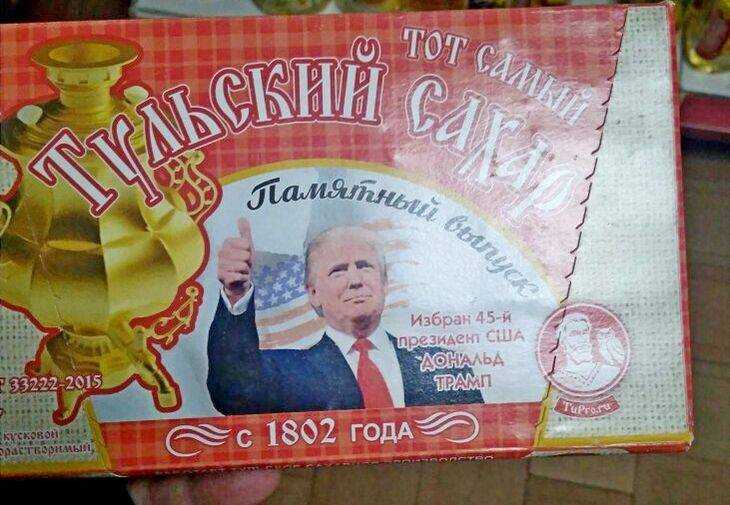 ТОТ САМЫЙ
ТУЛЬСКИЙ САХАР
Памятный выпуск
Избран 45-й
президент США
ДОНАЛЬД
ТРАМП
33222-2015
кусковой
TuPro.ru
с 1802 года